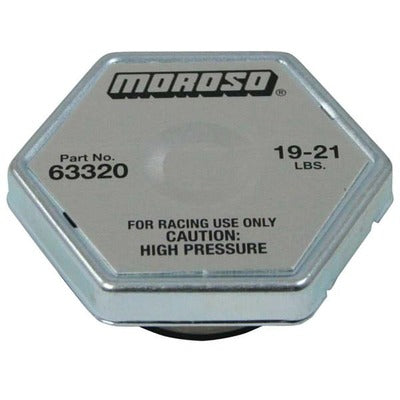 MOROSO®
Part No.
63320
19-21
LBS.
FOR RACING USE ONLY
CAUTION:
HIGH PRESSURE